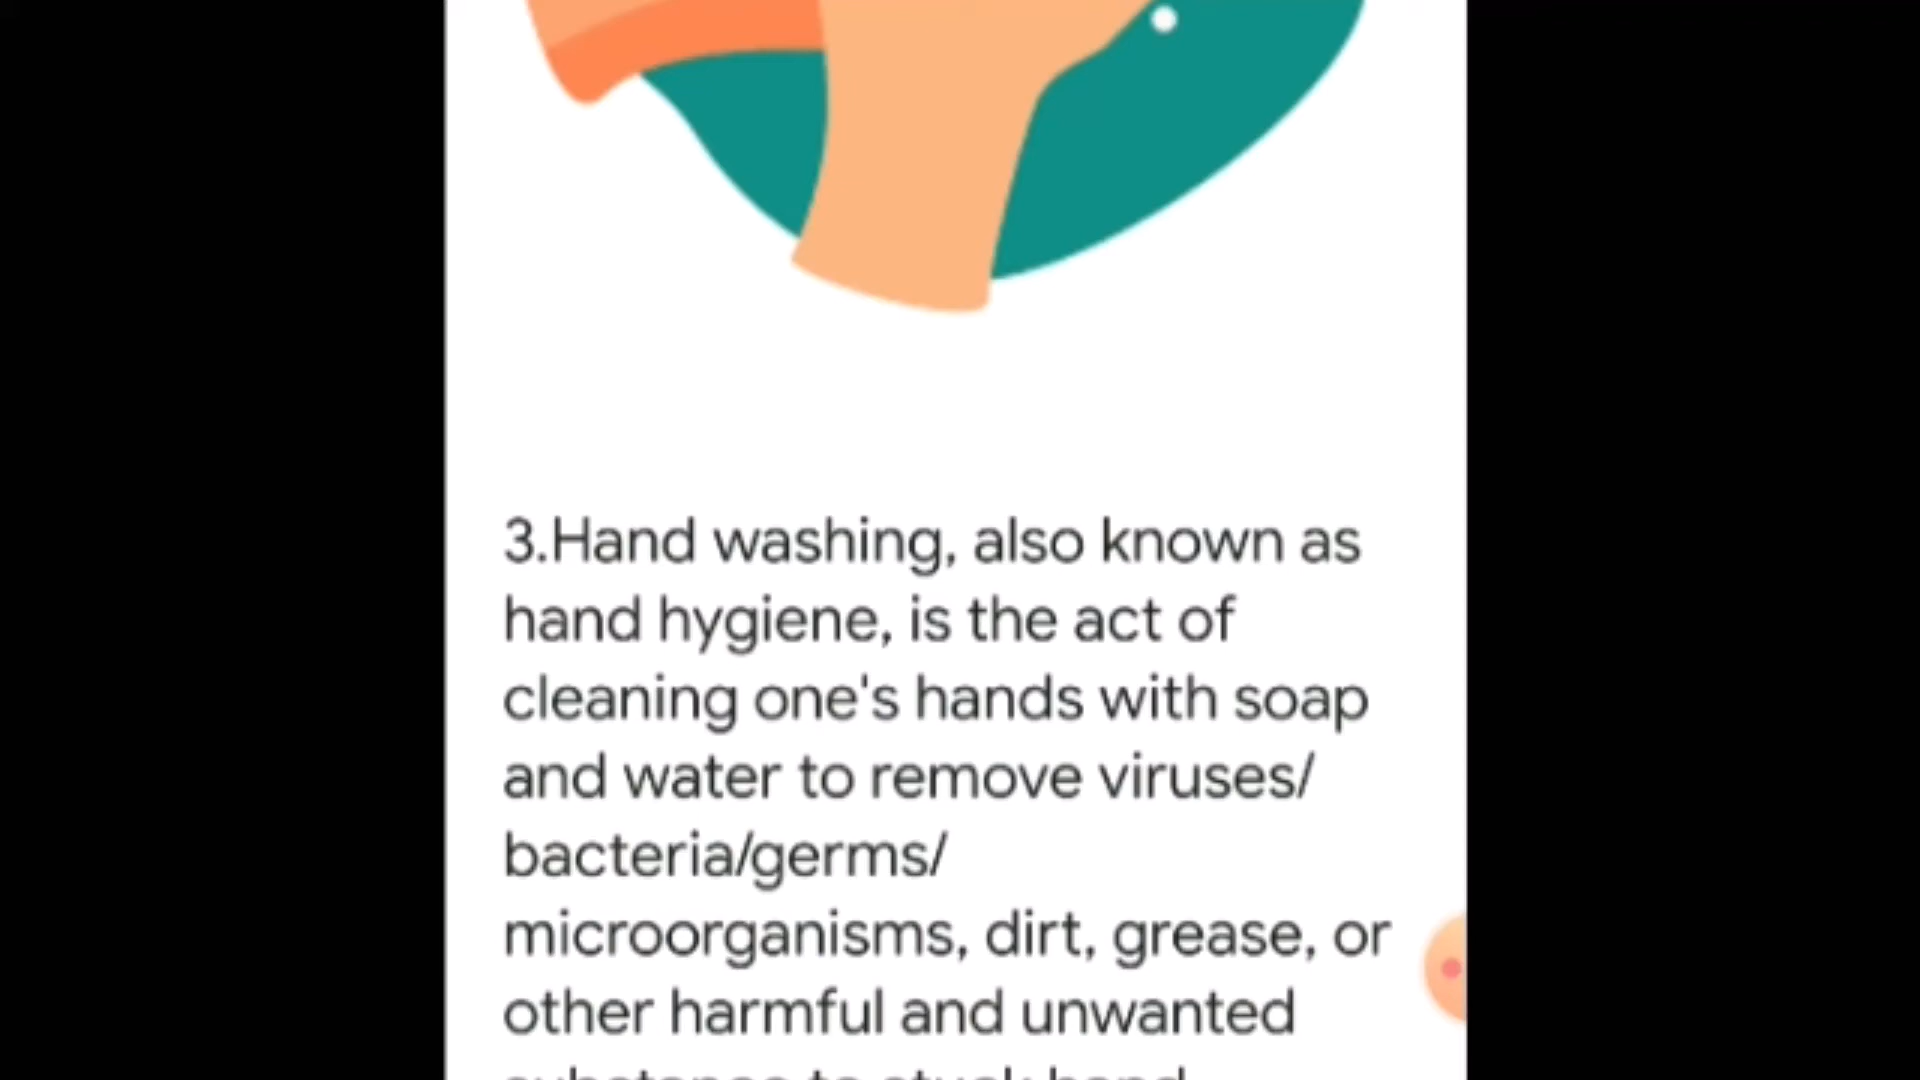 3.Hand washing, also known as
hand hygiene, is the act of
cleaning one's hands with soap
and water to remove viruses/
bacteria/germs/
microorganisms, dirt, grease, or
other harmful and unwanted